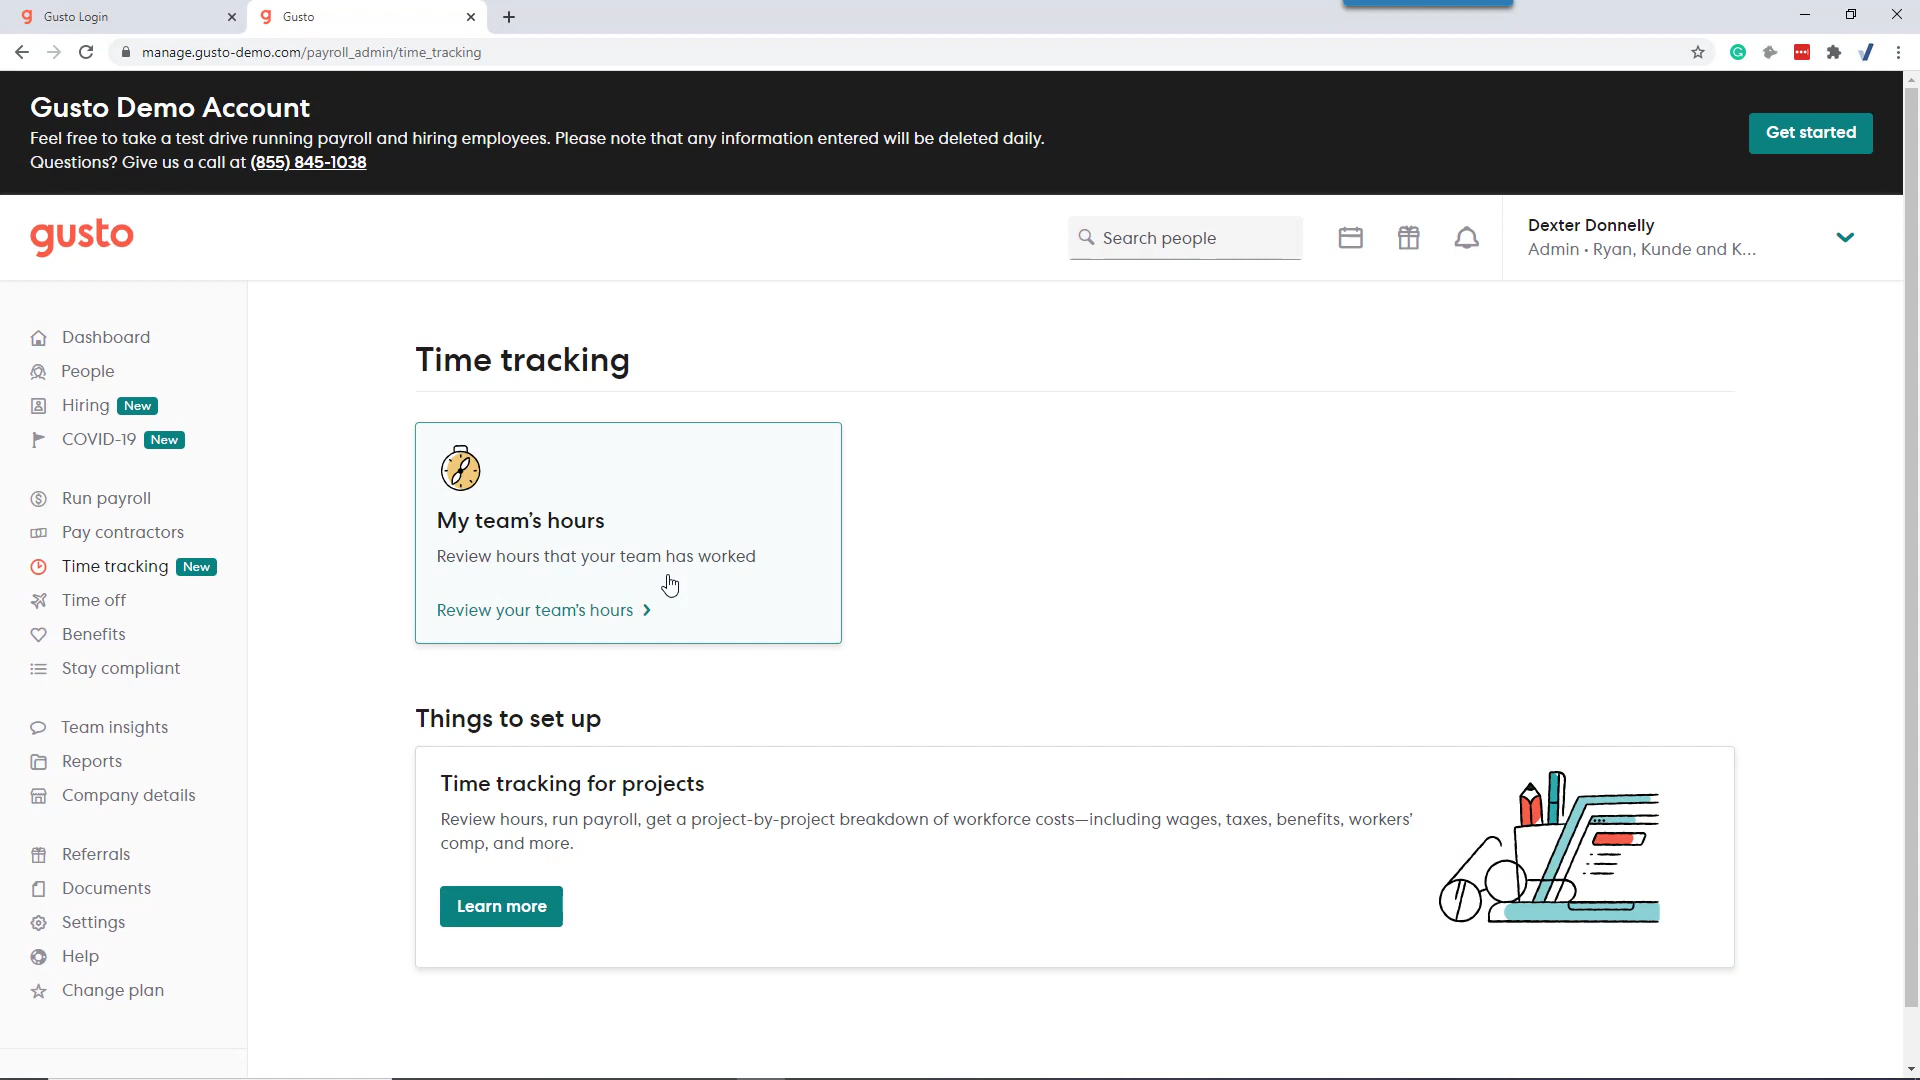 Gusto Login
Gusto
manage.gusto-demo.com/payroll_admin/time_tracking
Gusto Demo Account
Feel free to take a test drive running payroll and hiring employees. Please note that any information entered will be deleted daily.
Questions? Give us a call at (855) 845-1038
Get started
gusto
Search people
Dexter Donnelly
Admin • Ryan, Kunde and K...
Dashboard
People
Hiring New
COVID-19 New
Run payroll
Pay contractors
Time tracking New
Time off
Benefits
Stay compliant
Team insights
Reports
Company details
Referrals
Documents
Settings
Help
Change plan
Time tracking
My team's hours
Review hours that your team has worked
Review your team's hours
Things to set up
Time tracking for projects
Review hours, run payroll, get a project-by-project breakdown of workforce costs—including wages, taxes, benefits, workers'
comp, and more.
Learn more